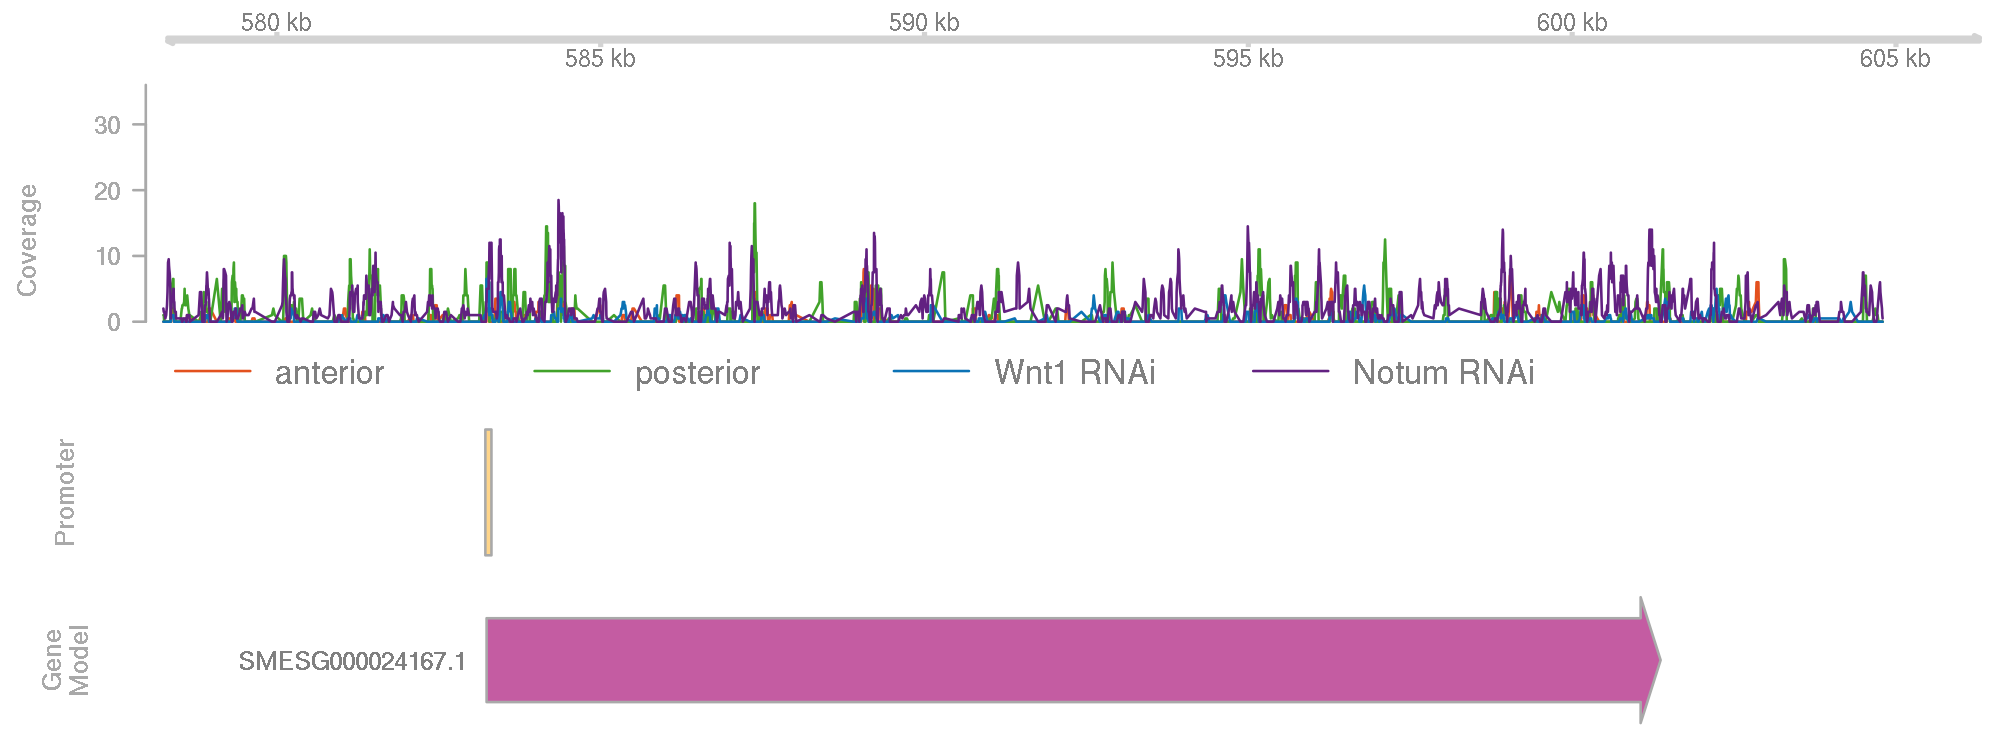 580 kb 590 kb 600 kb
585 kb 595 kb 605 kb
Coverage
30
20
10
0
anterior posterior Wnt1 RNAi Notum RNAi
Promoter
Gene
Model
SMESG000024167.1